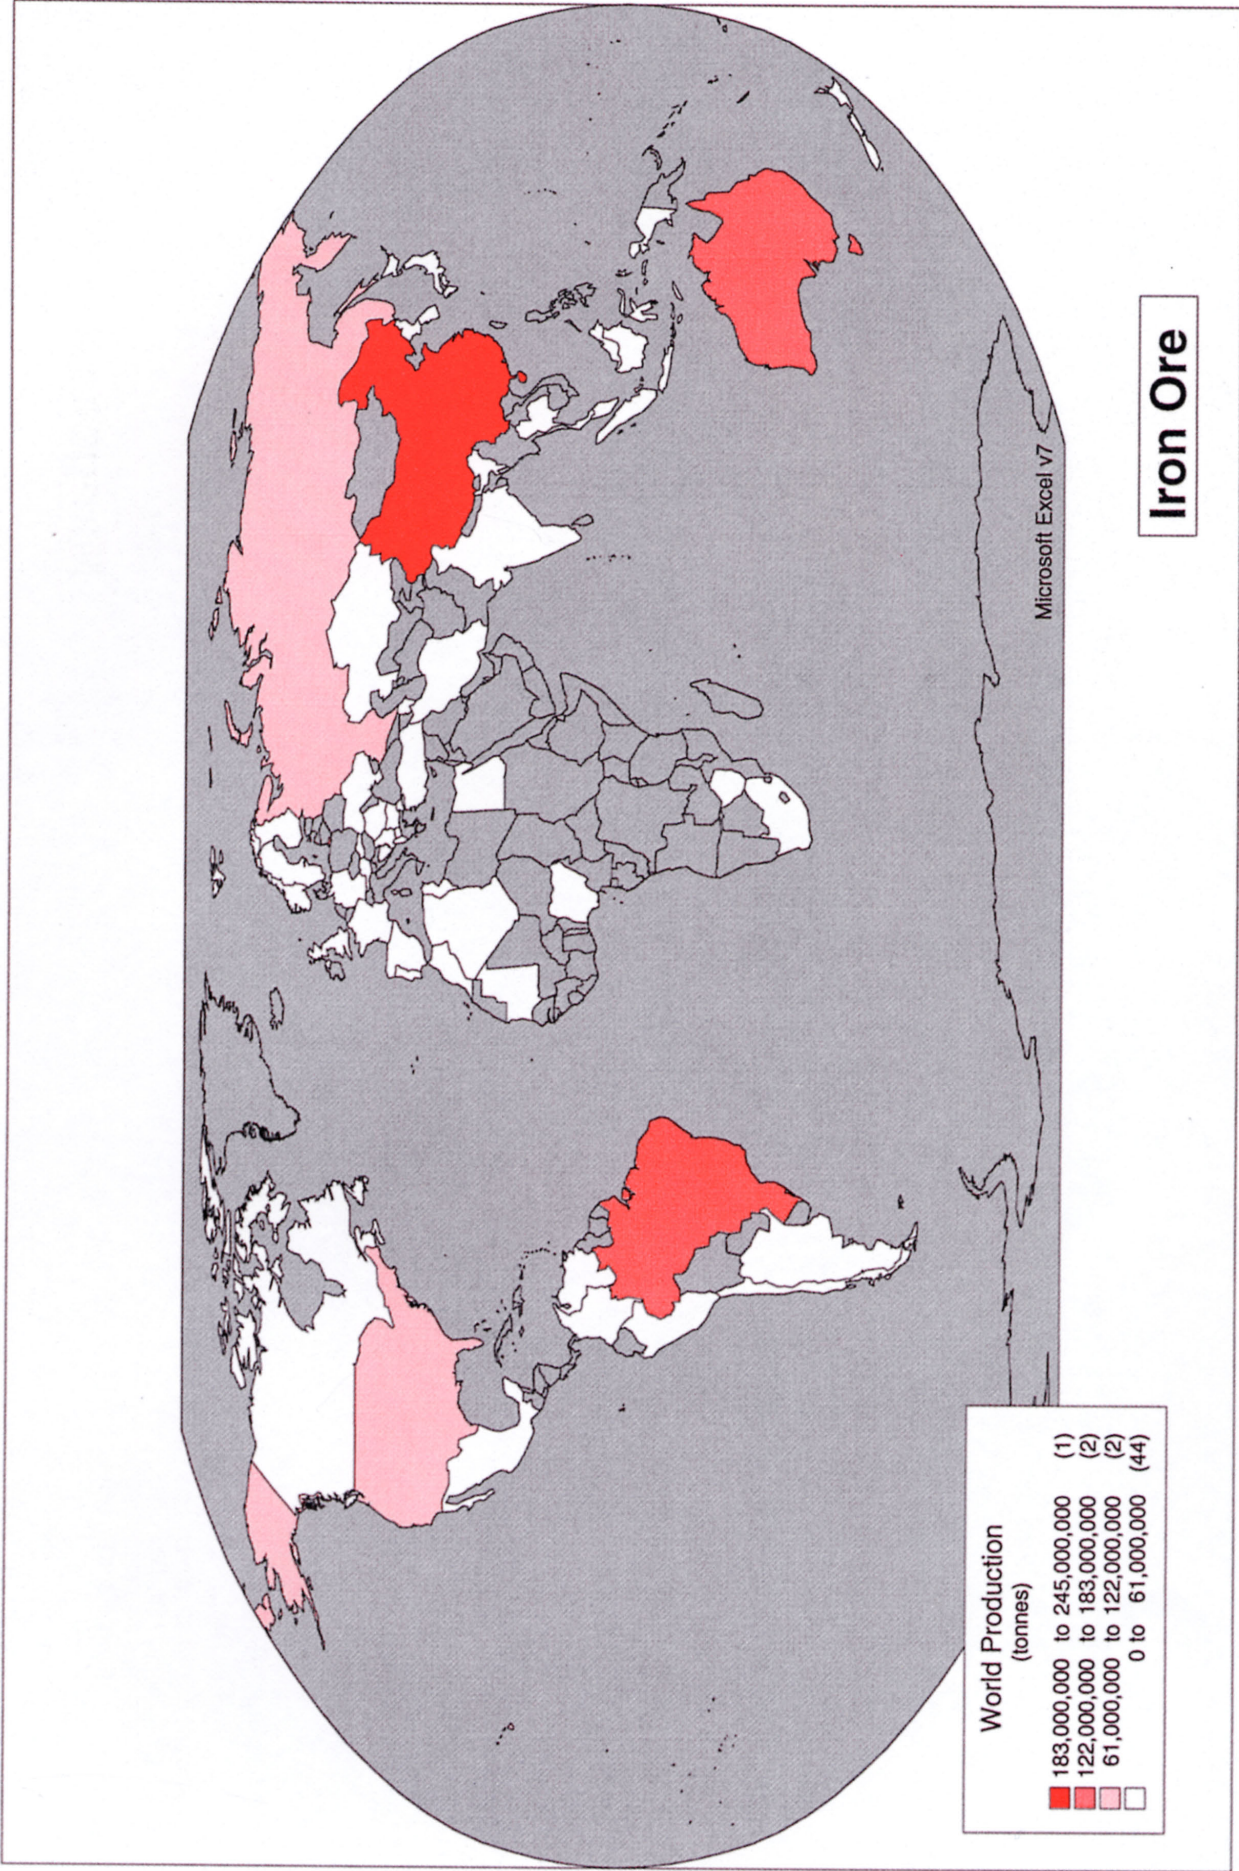 World Production
(tonnes)
183,000,000 to 245,000,000 (1)
122,000,000 to 183,000,000 (2)
61,000,000 to 122,000,000 (2)
0 to 61,000,000 (44)
Microsoft Excel v7
Iron Ore